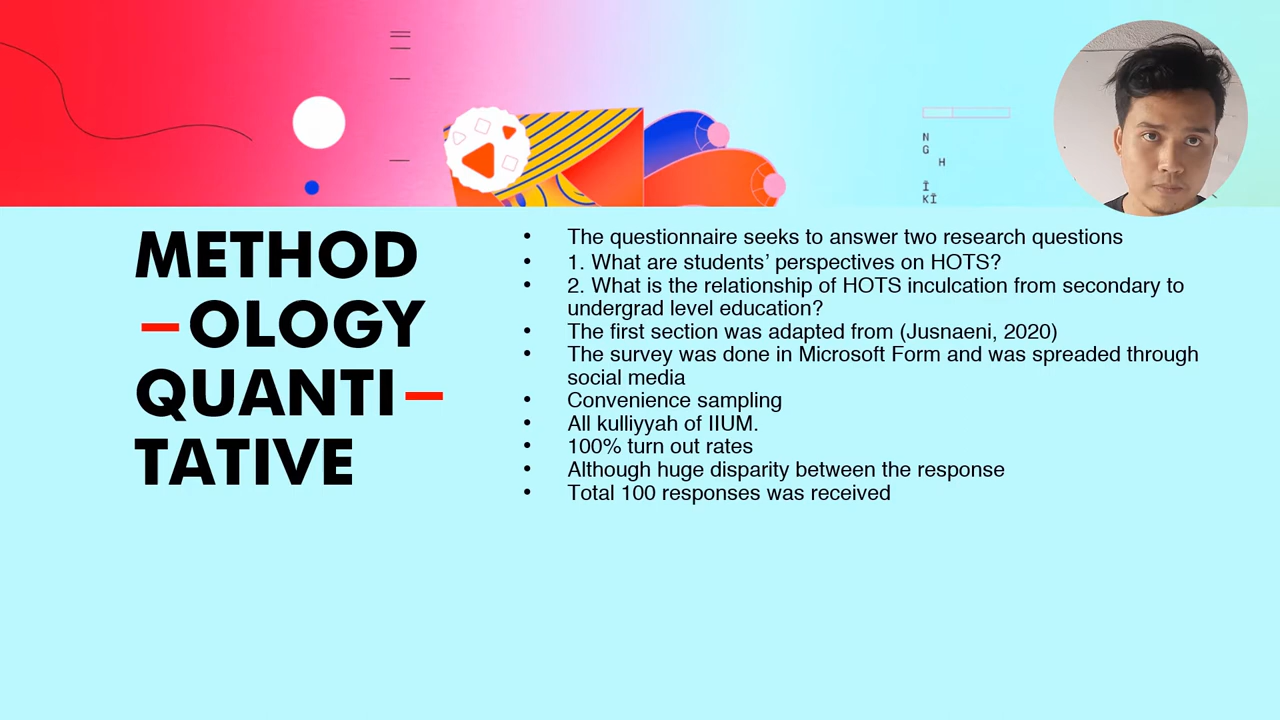 N
G
H
Ī
KĪ
METHOD
–OLOGY
QUANTI–
TATIVE
• The questionnaire seeks to answer two research questions
• 1. What are students’ perspectives on HOTS?
• 2. What is the relationship of HOTS inculcation from secondary to
undergrad level education?
• The first section was adapted from (Jusnaeni, 2020)
• The survey was done in Microsoft Form and was spreaded through
social media
• Convenience sampling
• All kulliyyah of IIUM.
• 100% turn out rates
• Although huge disparity between the response
• Total 100 responses was received